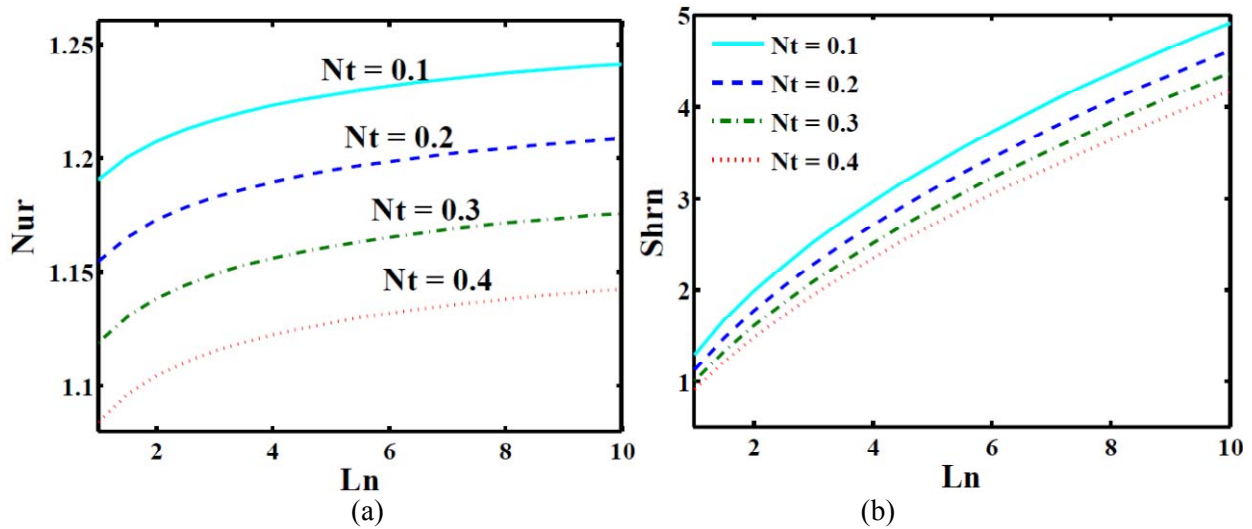 1.25
1.2
1.15
1.1
Nur
Nt = 0.1
Nt = 0.2
Nt = 0.3
Nt = 0.4
2
4
6
8
10
Ln
(a)
5
4
3
2
1
Shrn
Nt = 0.1
Nt = 0.2
Nt = 0.3
Nt = 0.4
2
4
6
8
10
Ln
(b)